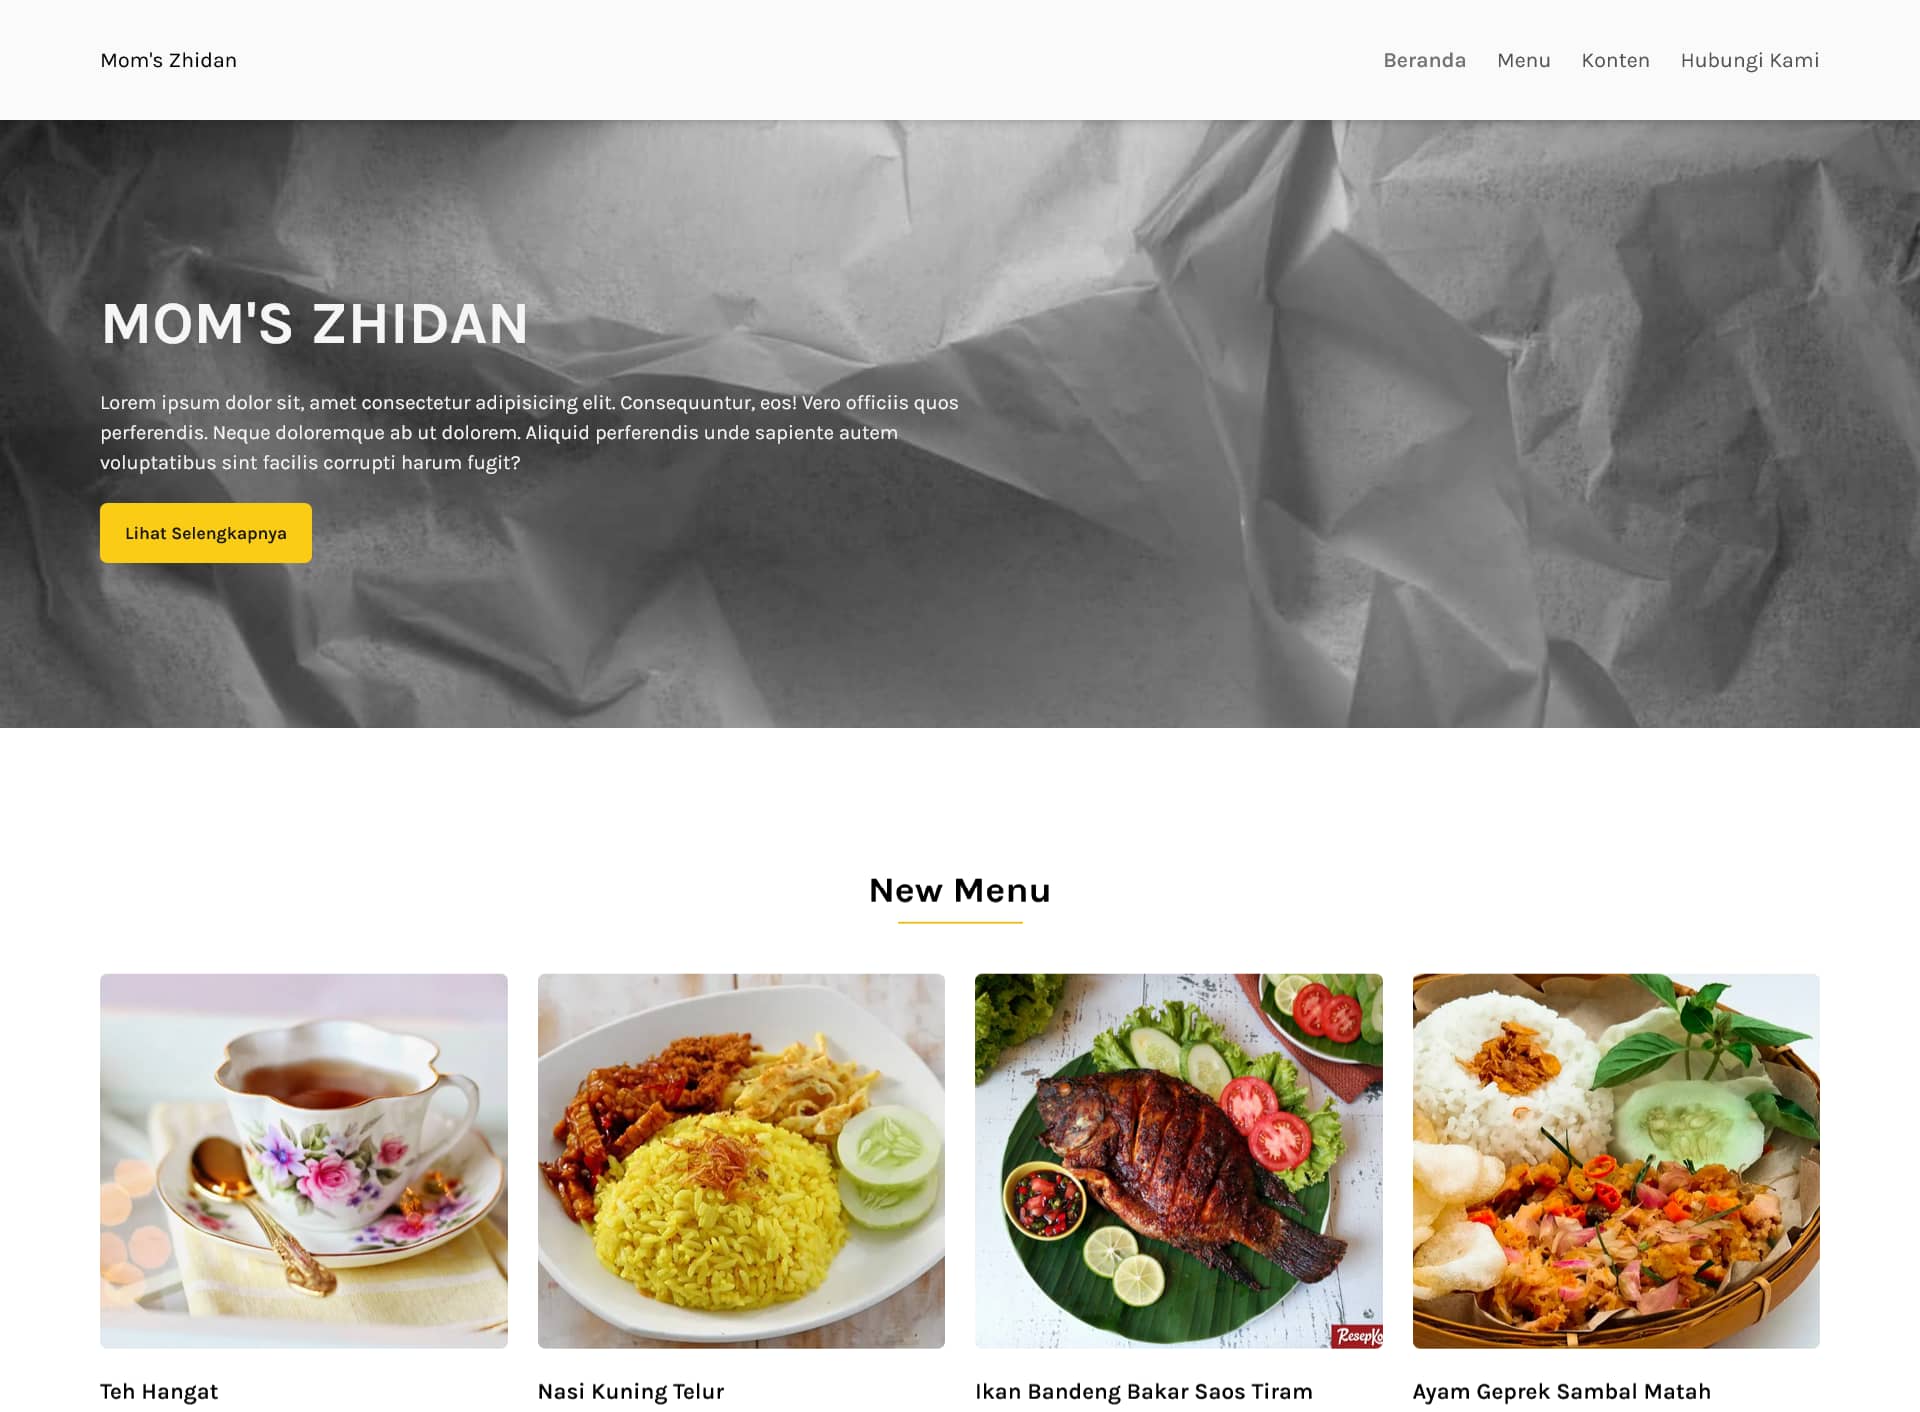 Mom's Zhidan
Beranda Menu Konten Hubungi Kami
MOM'S ZHIDAN
Lorem ipsum dolor sit, amet consectetur adipisicing elit. Consequuntur, eos! Vero officiis quos
perferendis. Neque doloremque ab ut dolorem. Aliquid perferendis unde sapiente autem
voluptatibus sint facilis corrupti harum fugit?
Lihat Selengkapnya
New Menu
ResepKo
Teh Hangat
Nasi Kuning Telur
Ikan Bandeng Bakar Saos Tiram
Ayam Geprek Sambal Matah